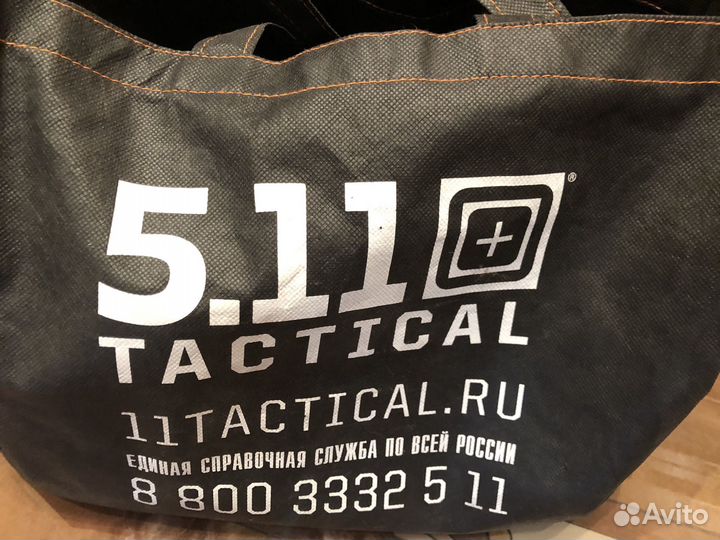 5.11®
TACTICAL
11TACTICAL.RU
ЕДИНАЯ СПРАВОЧНАЯ СЛУЖБА ПО ВСЕЙ РОССИИ
8 800 3332 5 11
Avito